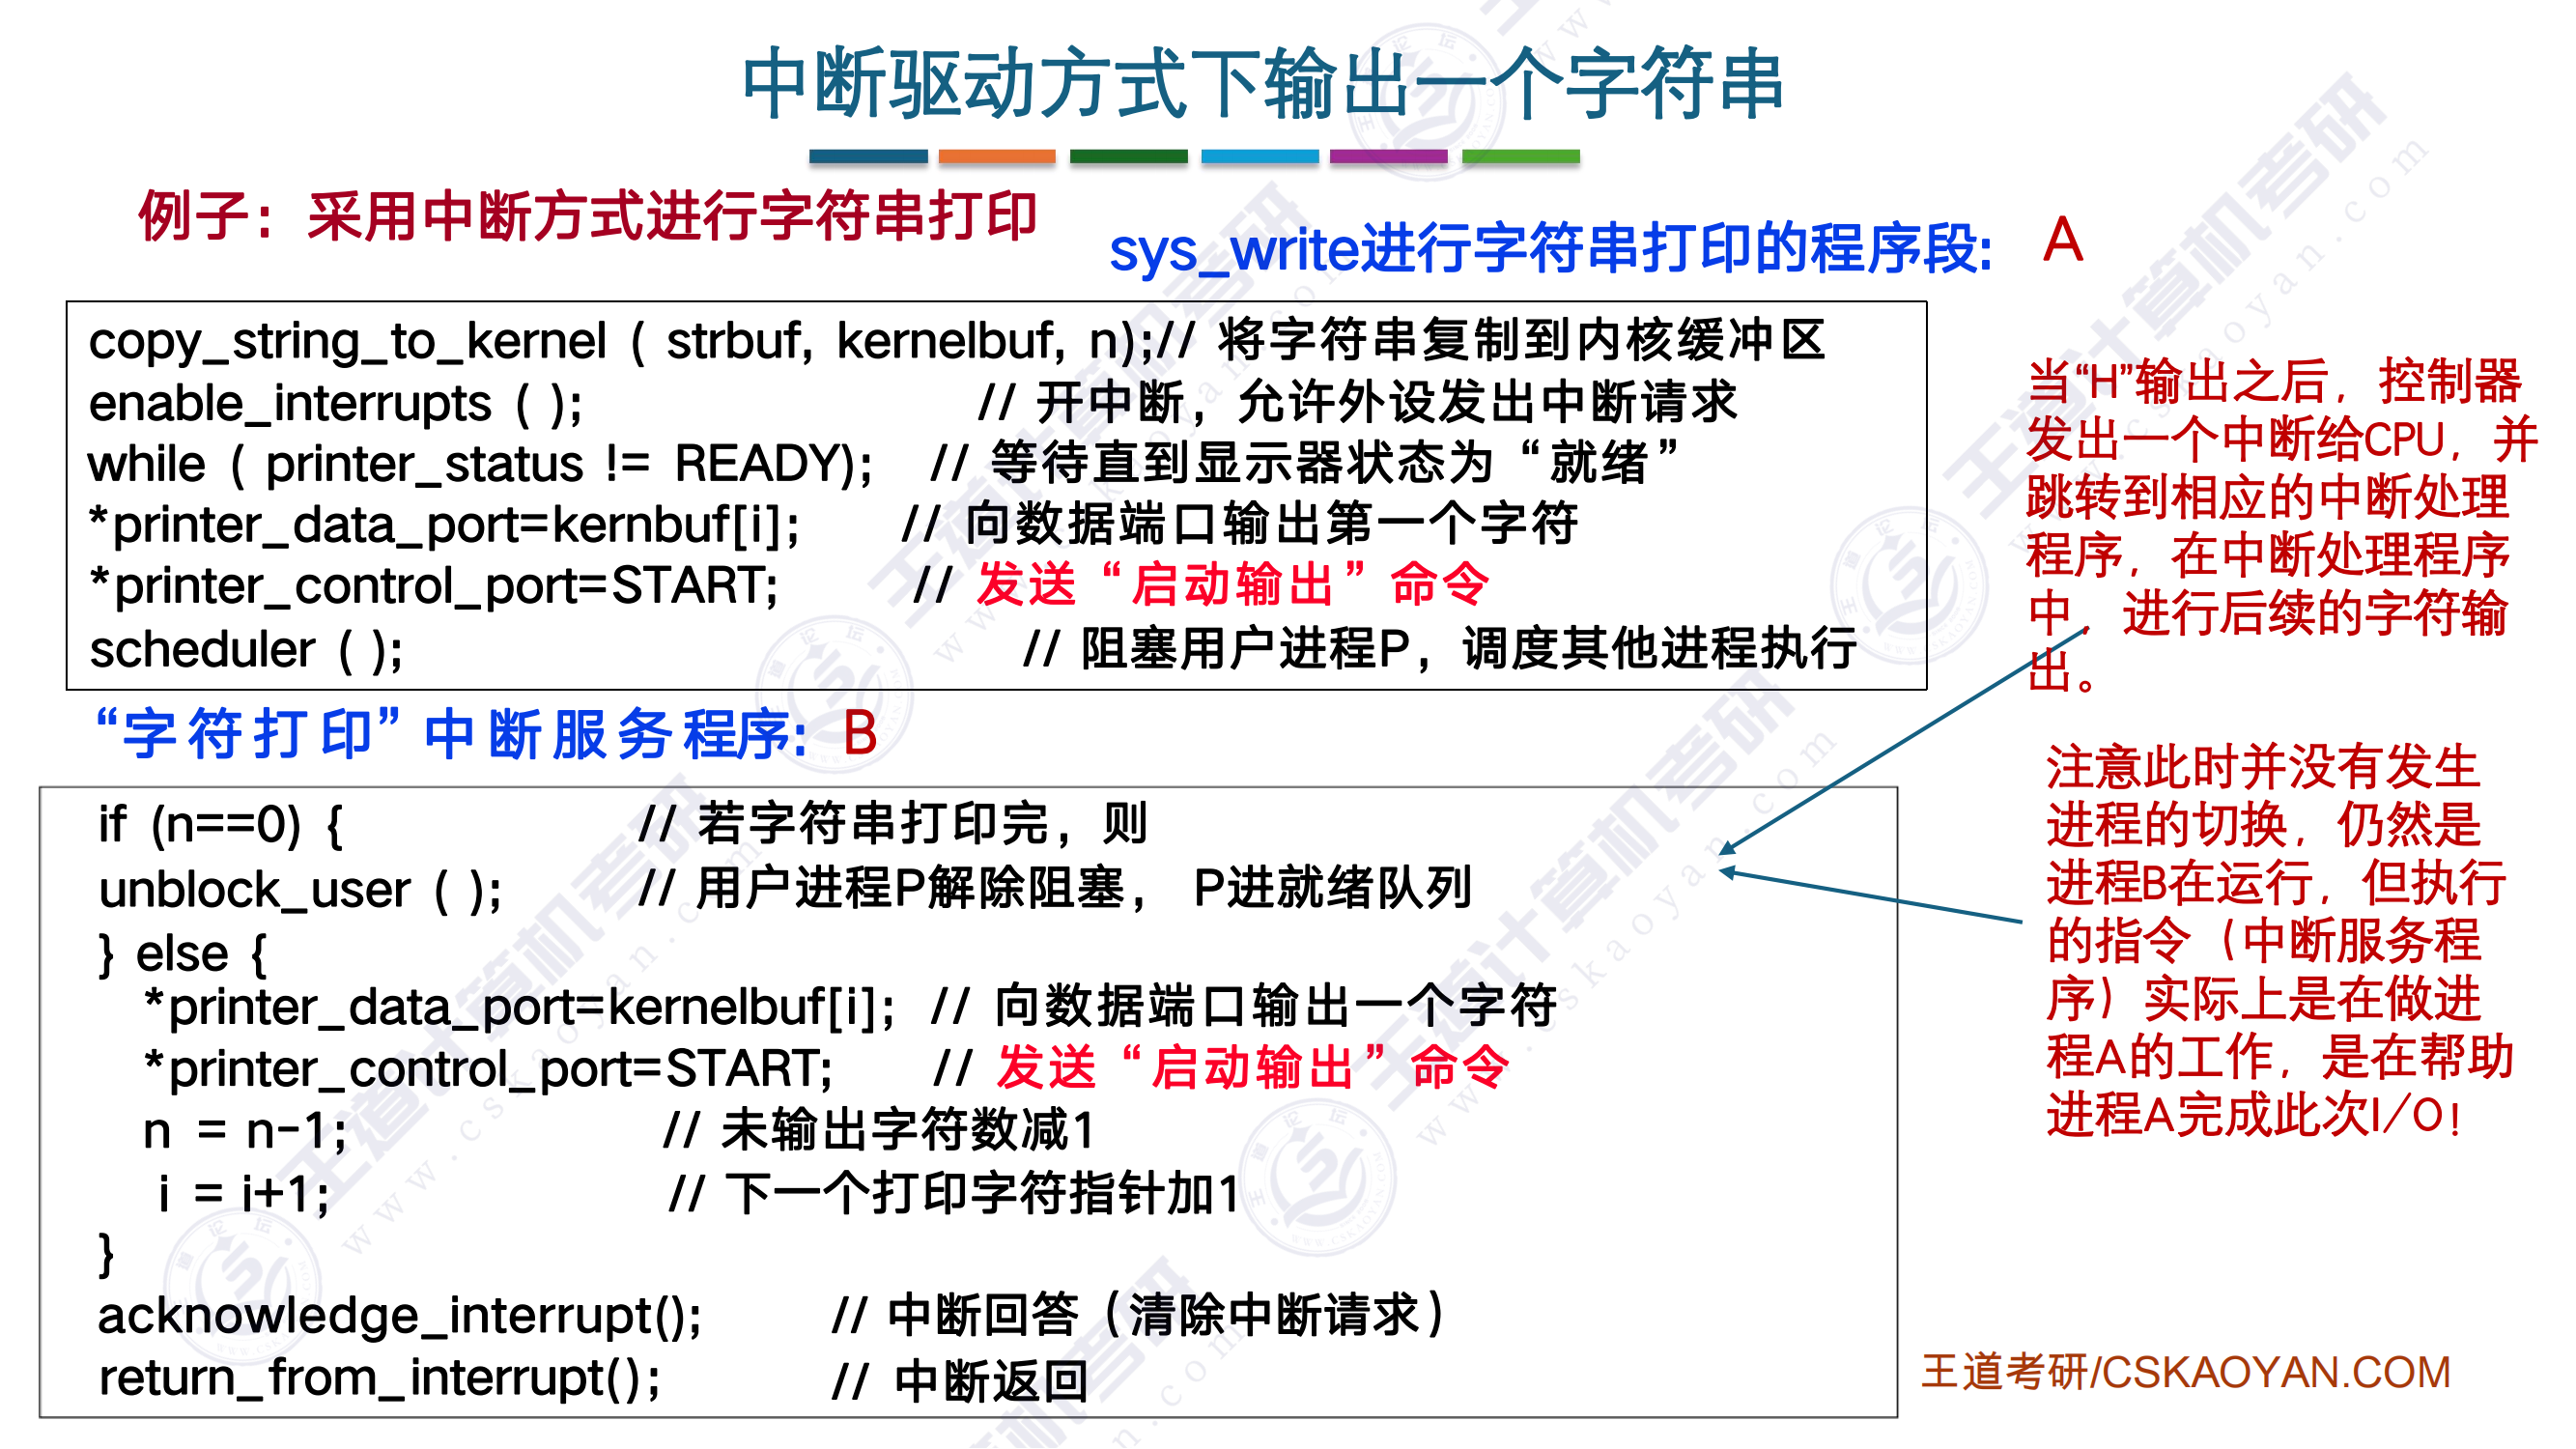 中断驱动方式下输出一个字符串
例子：采用中断方式进行字符串打印
sys_write进行字符串打印的程序段:
A
copy_string_to_kernel ( strbuf, kernelbuf, n);// 将字符串复制到内核缓冲区
enable_interrupts ( ); // 开中断，允许外设发出中断请求
while ( printer_status != READY); // 等待直到显示器状态为“就绪”
*printer_data_port=kernbuf[i]; // 向数据端口输出第一个字符
*printer_control_port=START; // 发送“启动输出”命令
scheduler ( ); // 阻塞用户进程P，调度其他进程执行
当“H”输出之后，控制器
发出一个中断给CPU，并
跳转到相应的中断处理
程序，在中断处理程序
中，进行后续的字符输
出。
“字符打印”中断服务程序: B
if (n==0) { // 若字符串打印完，则
unblock_user ( ); // 用户进程P解除阻塞， P进就绪队列
} else {
*printer_data_port=kernelbuf[i]; // 向数据端口输出一个字符
*printer_control_port=START; // 发送“启动输出”命令
n = n-1; // 未输出字符数减1
i = i+1; // 下一个打印字符指针加1
}
acknowledge_interrupt(); // 中断回答（清除中断请求）
return_from_interrupt(); // 中断返回
注意此时并没有发生
进程的切换，仍然是
进程B在运行，但执行
的指令（中断服务程
序）实际上是在做进
程A的工作，是在帮助
进程A完成此次I/O！
王道考研/CSKAOYAN.COM
王道计算机考研
www.cskaoyan.com